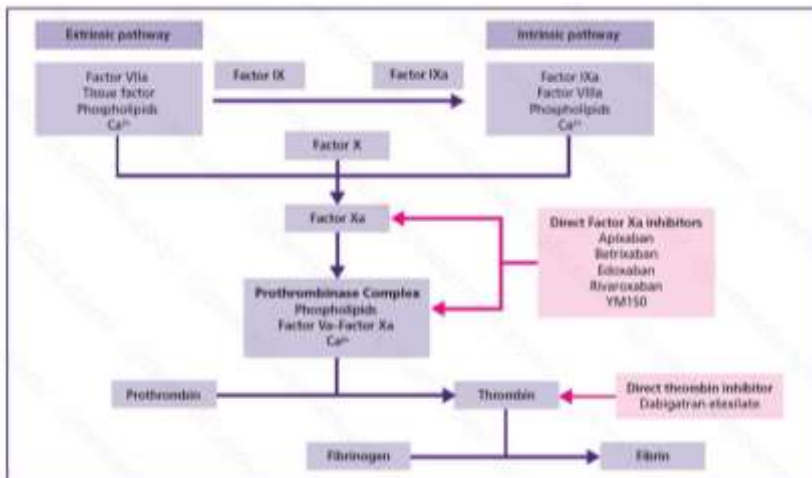 Extrinsic pathway
Intrinsic pathway
Factor VIIa
Tissue factor
Phospholipids
Ca²⁺
Factor IX
Factor IXa
Factor IXa
Factor VIIIa
Phospholipids
Ca²⁺
Factor X
Factor Xa
Direct Factor Xa inhibitors
Apixaban
Betrixaban
Edoxaban
Rivaroxaban
YM150
Prothrombinase Complex
Phospholipids
Factor Va–Factor Xa
Ca²⁺
Prothrombin
Thrombin
Direct thrombin inhibitor
Dabigatran etexilate
Fibrinogen
Fibrin